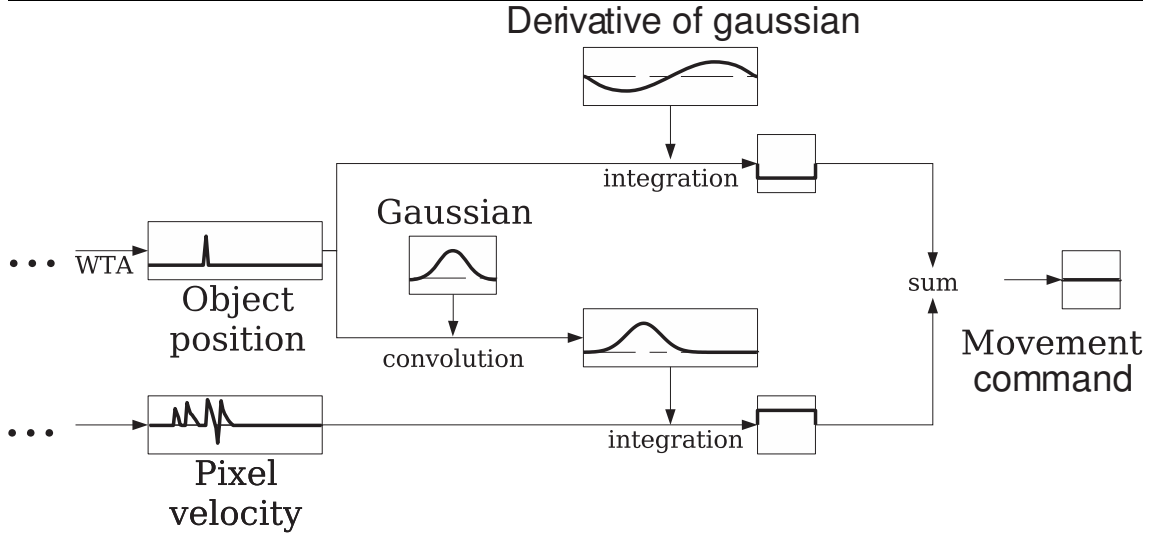 Derivative of gaussian
integration
Gaussian
• • • WTA
Object
position
convolution
sum
Movement
command
• • •
integration
Pixel
velocity